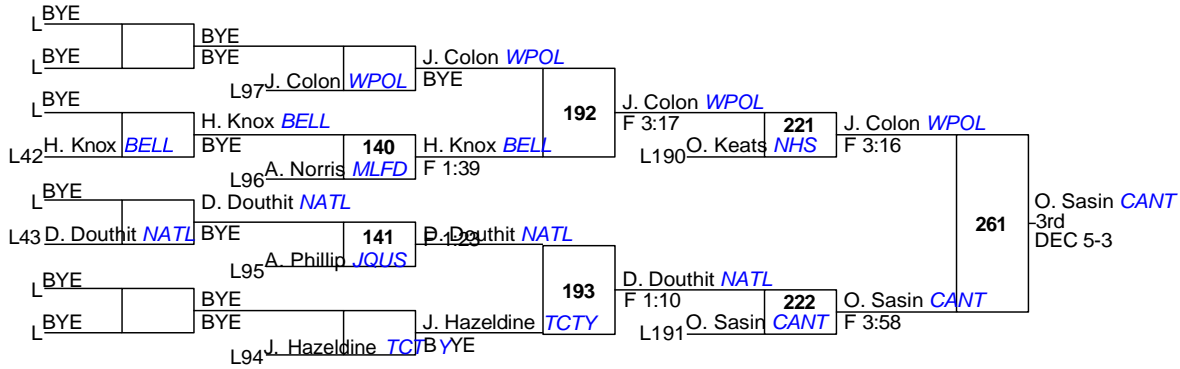 L BYE
BYE
BYE
L BYE
J. Colon WPOL
BYE
L97 J. Colon WPOL
L BYE
192
J. Colon WPOL
F 3:17
H. Knox BELL
BYE
221
J. Colon WPOL
F 3:16
L42 H. Knox BELL
140
H. Knox BELL
F 1:39
L190 O. Keats NHS
L96 A. Norris MLFD
L BYE
D. Douthit NATL
BYE
261
O. Sasin CANT
3rd
DEC 5-3
L43 D. Douthit NATL
141
D. Douthit NATL
F 1:23
L95 A. Phillip JQUS
193
D. Douthit NATL
F 1:10
L BYE
BYE
BYE
222
O. Sasin CANT
F 3:58
L BYE
J. Hazeldine TCTY
BYE
L191 O. Sasin CANT
L94 J. Hazeldine TCTY